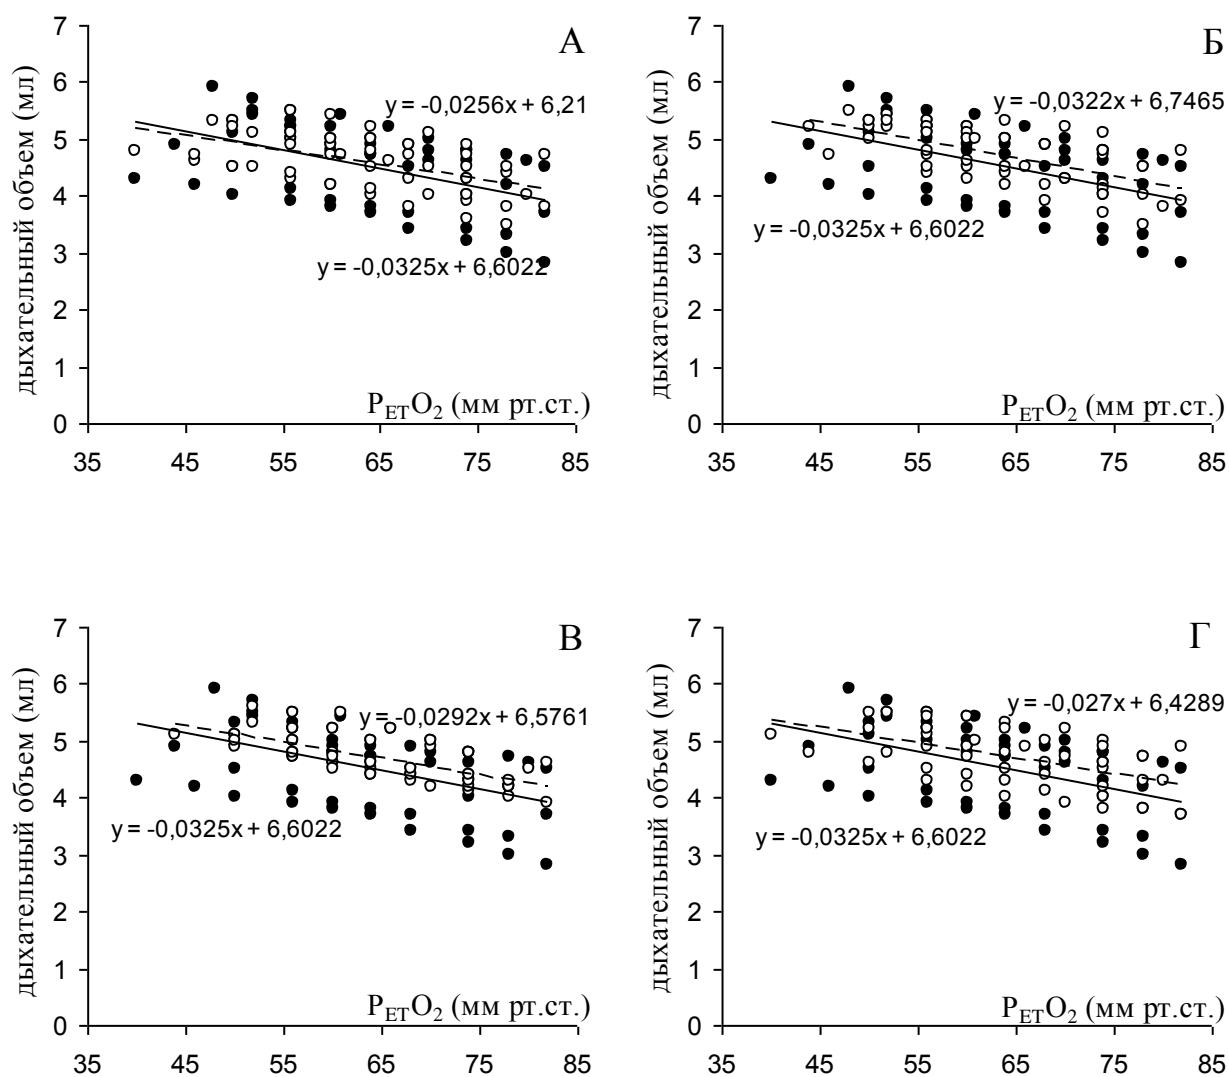 А
7
6
5
4
3
2
1
0
дыхательный объем (мл)
y = -0,0256x + 6,21
y = -0,0325x + 6,6022
PETO2 (мм рт.ст.)
35 45 55 65 75 85
Б
7
6
5
4
3
2
1
0
дыхательный объем (мл)
y = -0,0322x + 6,7465
y = -0,0325x + 6,6022
PETO2 (мм рт.ст.)
35 45 55 65 75 85
В
7
6
5
4
3
2
1
0
дыхательный объем (мл)
y = -0,0292x + 6,5761
y = -0,0325x + 6,6022
PETO2 (мм рт.ст.)
35 45 55 65 75 85
Г
7
6
5
4
3
2
1
0
дыхательный объем (мл)
y = -0,027x + 6,4289
y = -0,0325x + 6,6022
PETO2 (мм рт.ст.)
35 45 55 65 75 85